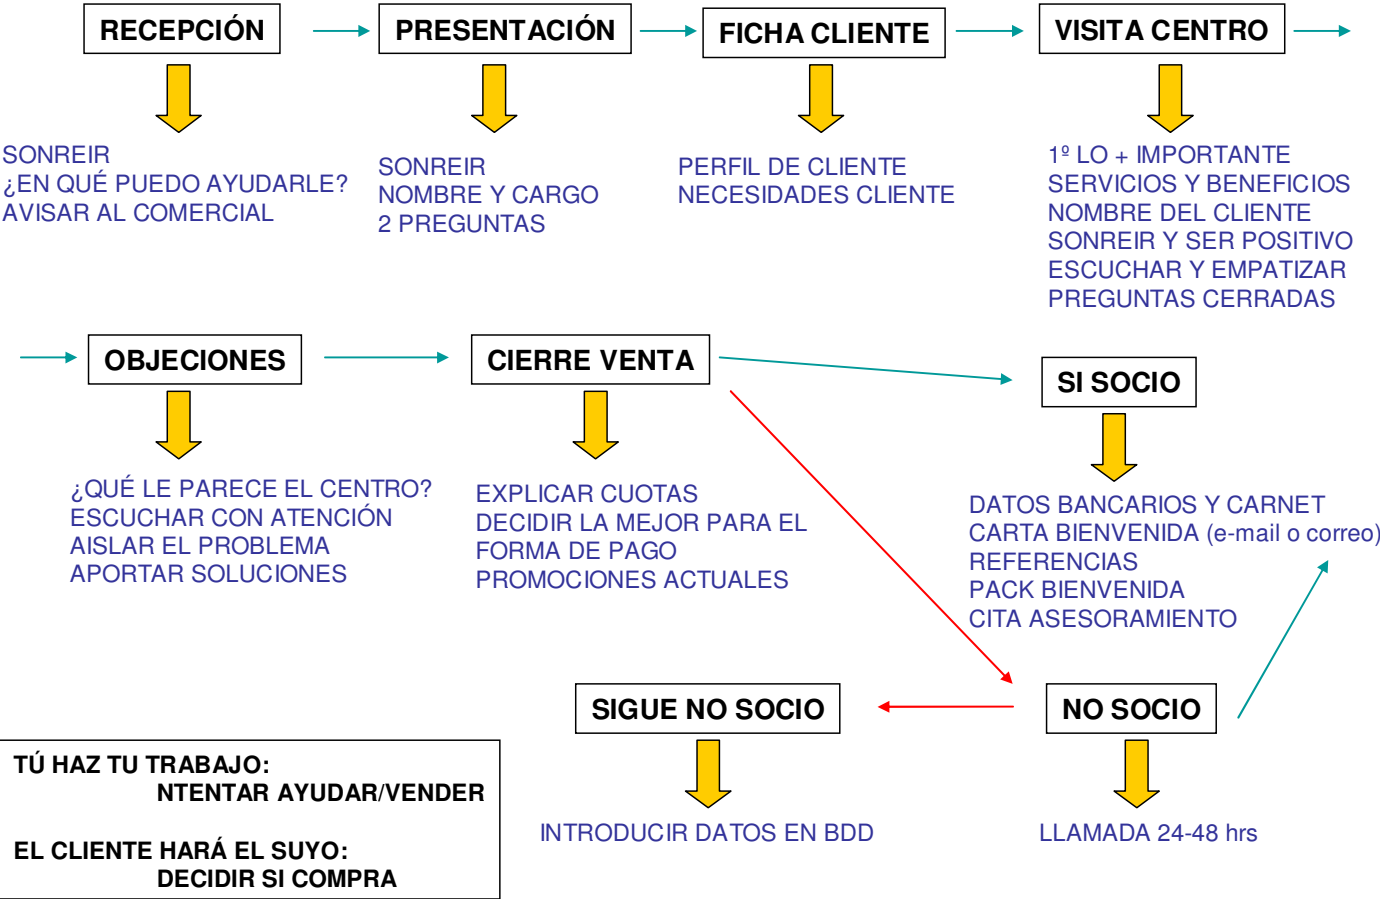 RECEPCIÓN
PRESENTACIÓN
FICHA CLIENTE
VISITA CENTRO
SONREIR
¿EN QUÉ PUEDO AYUDARLE?
AVISAR AL COMERCIAL
SONREIR
NOMBRE Y CARGO
2 PREGUNTAS
PERFIL DE CLIENTE
NECESIDADES CLIENTE
1º LO + IMPORTANTE
SERVICIOS Y BENEFICIOS
NOMBRE DEL CLIENTE
SONREIR Y SER POSITIVO
ESCUCHAR Y EMPATIZAR
PREGUNTAS CERRADAS
OBJECIONES
CIERRE VENTA
SI SOCIO
¿QUÉ LE PARECE EL CENTRO?
ESCUCHAR CON ATENCIÓN
AISLAR EL PROBLEMA
APORTAR SOLUCIONES
EXPLICAR CUOTAS
DECIDIR LA MEJOR PARA EL
FORMA DE PAGO
PROMOCIONES ACTUALES
DATOS BANCARIOS Y CARNET
CARTA BIENVENIDA (e-mail o correo)
REFERENCIAS
PACK BIENVENIDA
CITA ASESORAMIENTO
SIGUE NO SOCIO
NO SOCIO
INTRODUCIR DATOS EN BDD
LLAMADA 24-48 hrs
TÚ HAZ TU TRABAJO:
NTENTAR AYUDAR/VENDER
EL CLIENTE HARÁ EL SUYO:
DECIDIR SI COMPRA